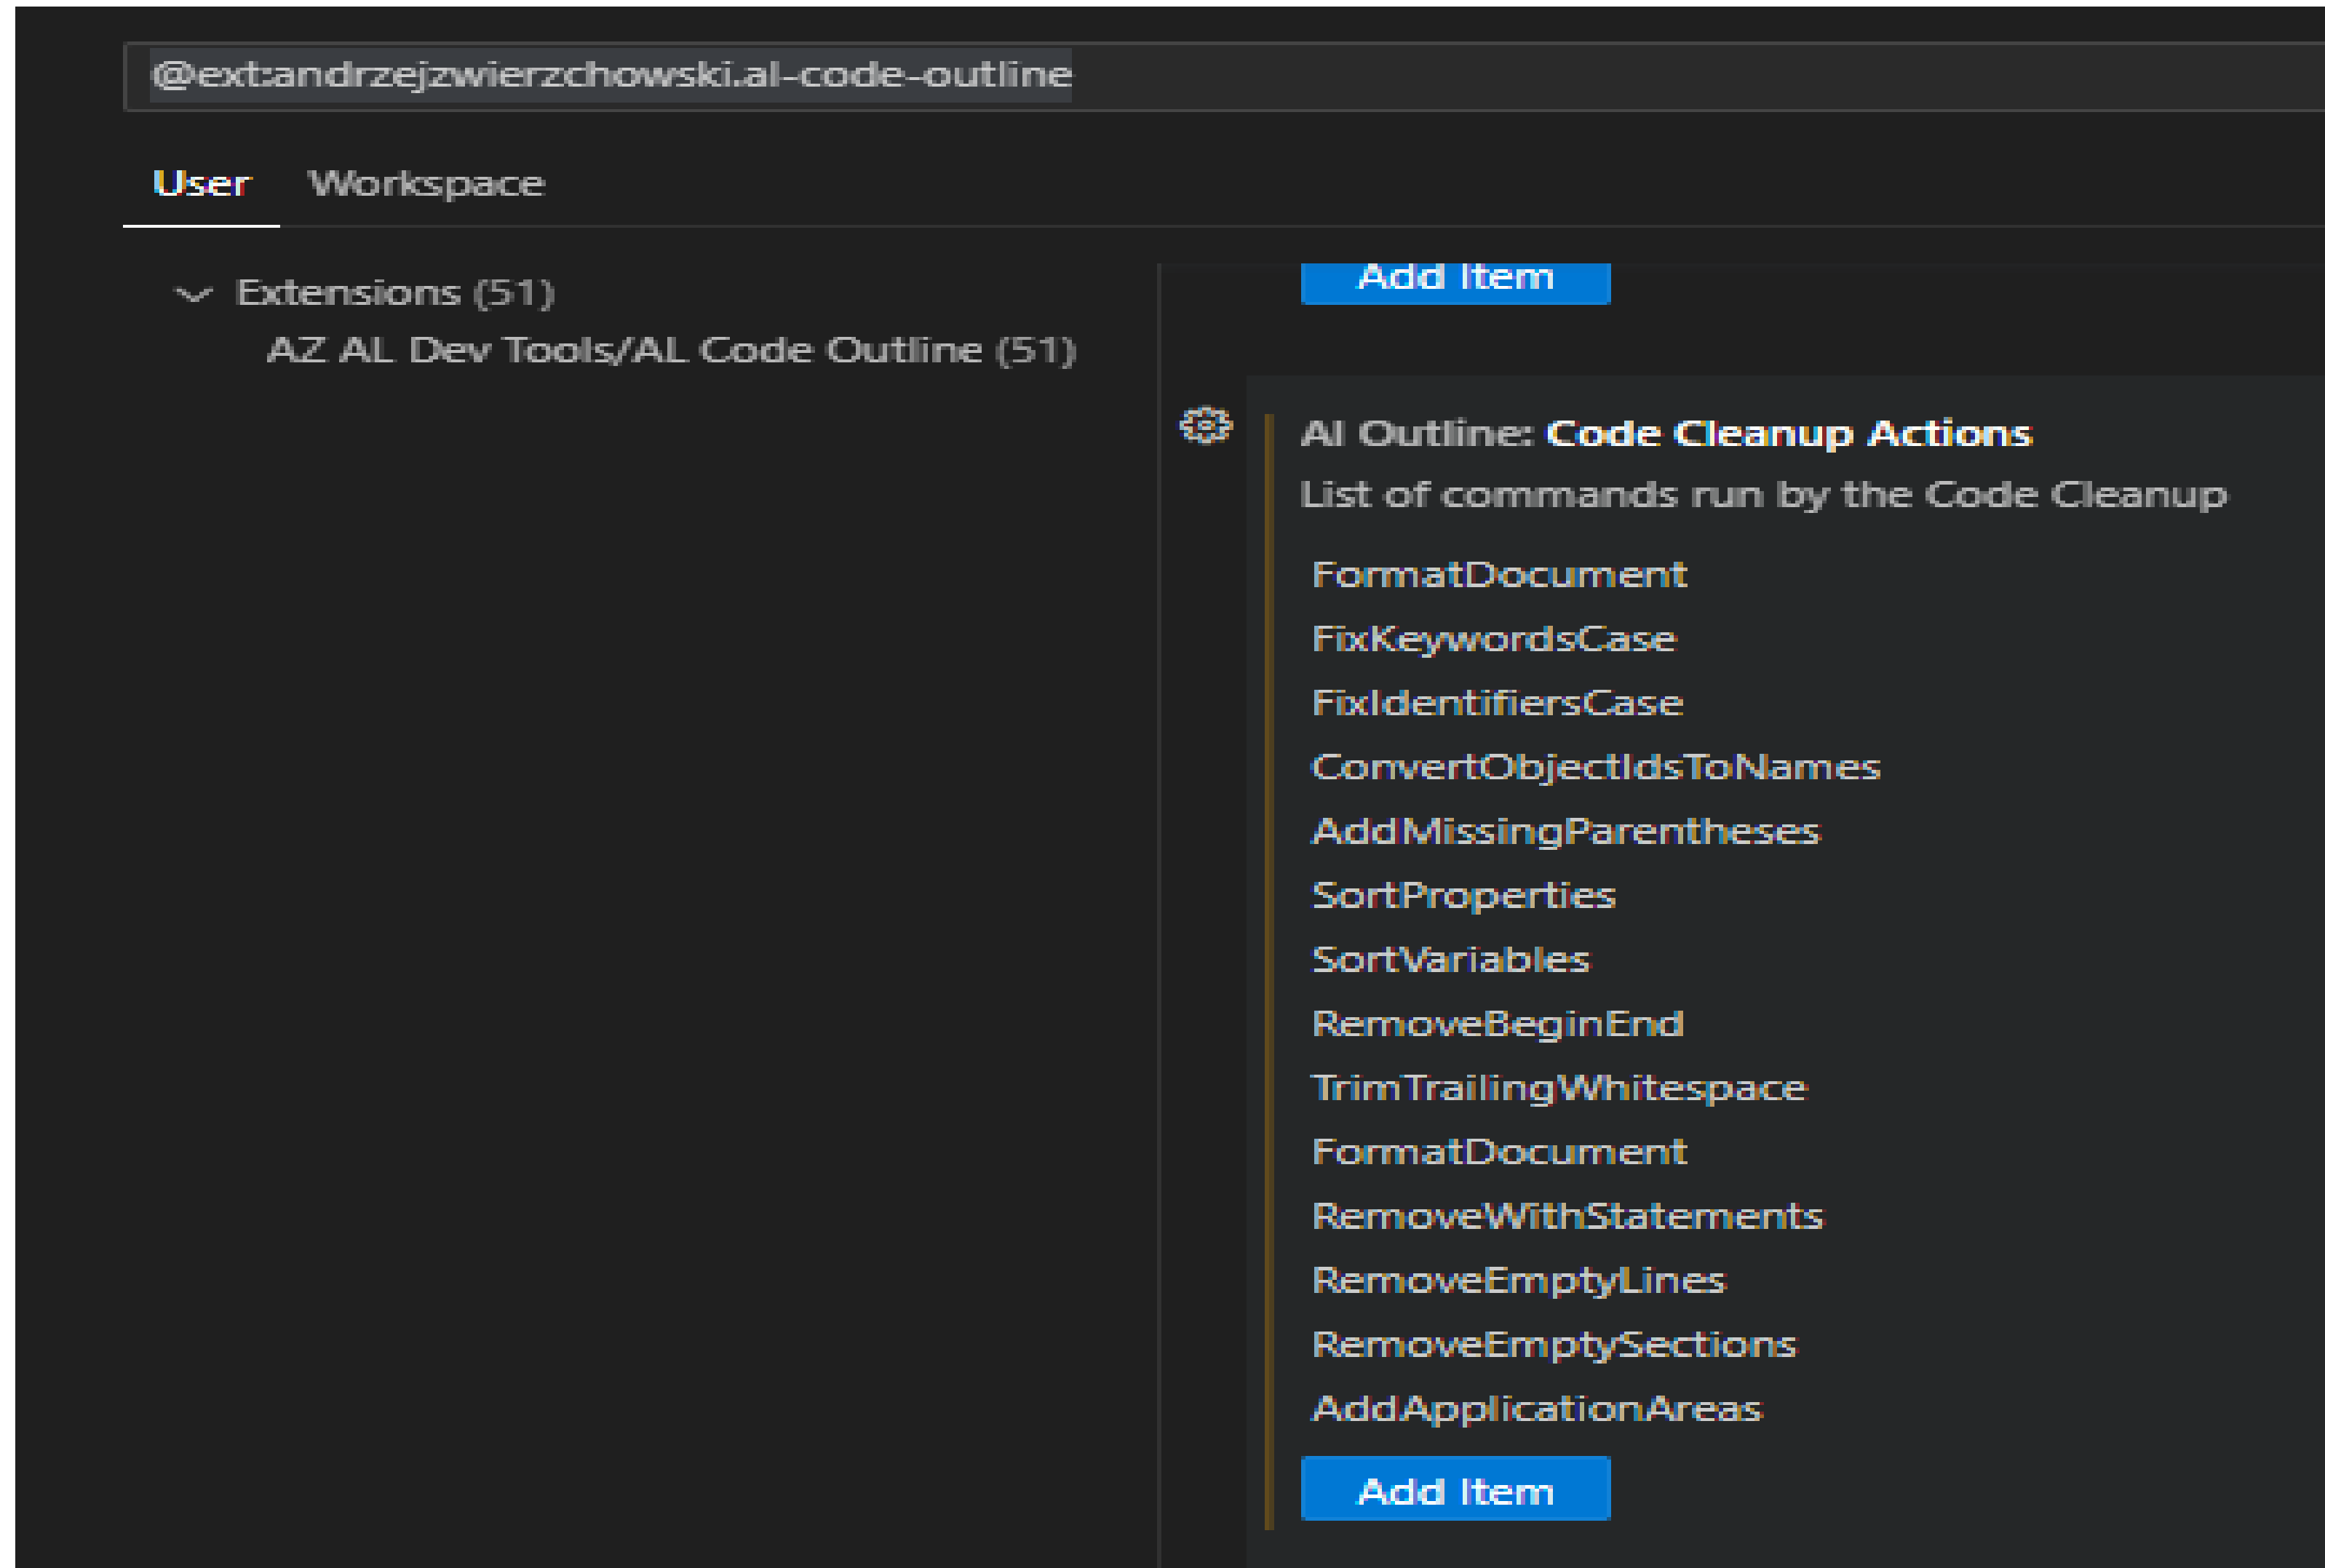 @ext:andrzejzwierzchowski.al-code-outline
User Workspace
Extensions (51)
AZ AL Dev Tools/AL Code Outline (51)
Add Item
Al Outline: Code Cleanup Actions
List of commands run by the Code Cleanup
FormatDocument
FixKeywordsCase
FixIdentifiersCase
ConvertObjectIdsToNames
AddMissingParentheses
SortProperties
SortVariables
RemoveBeginEnd
TrimTrailingWhitespace
FormatDocument
RemoveWithStatements
RemoveEmptyLines
RemoveEmptySections
AddApplicationAreas
Add Item